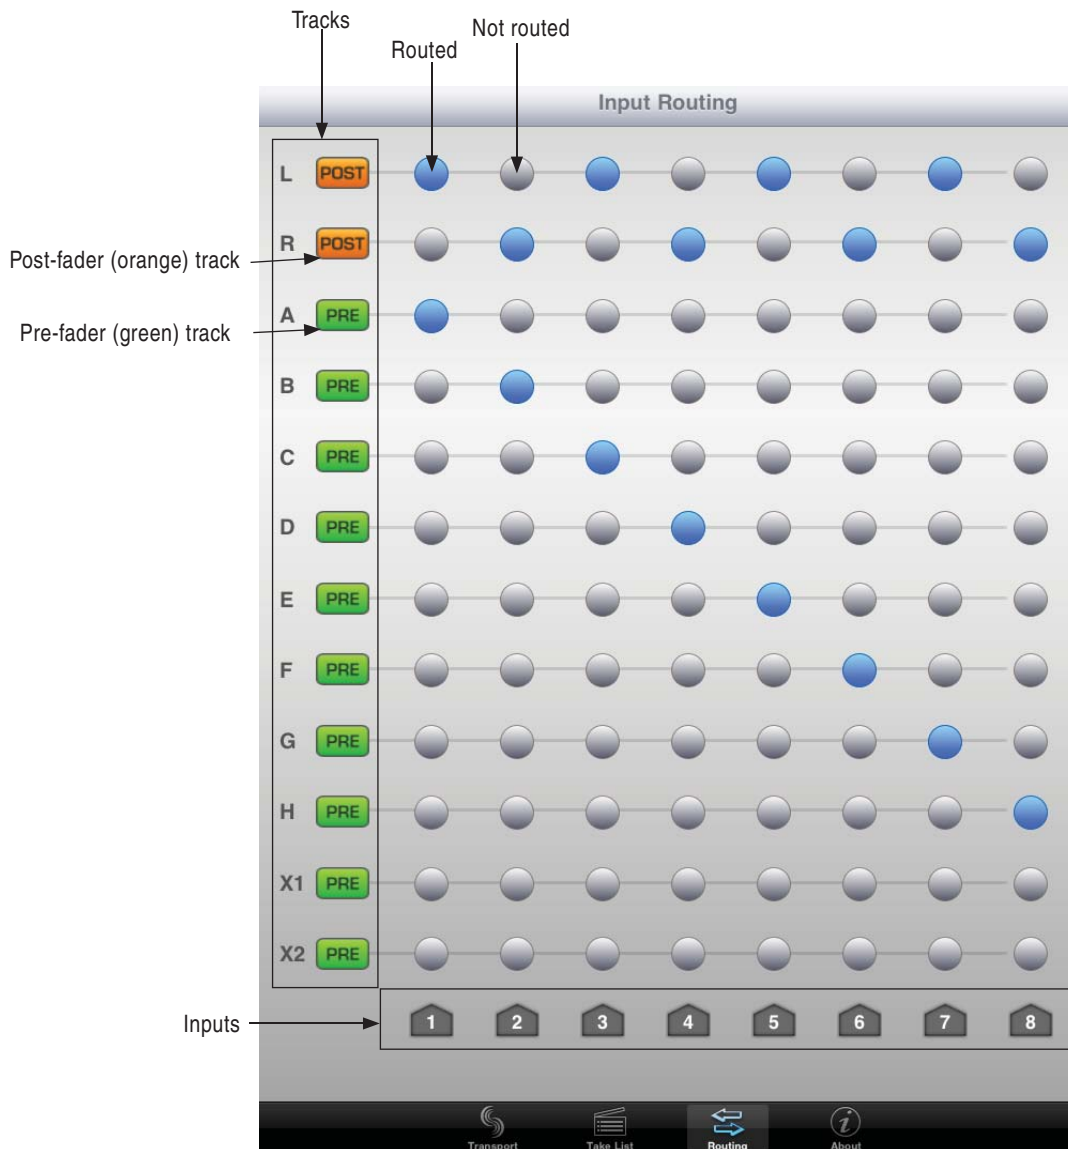 Tracks
Routed
Not routed
Input Routing
L POST
R POST
Post-fader (orange) track
A PRE
Pre-fader (green) track
B PRE
C PRE
D PRE
E PRE
F PRE
G PRE
H PRE
X1 PRE
X2 PRE
Inputs
1 2 3 4 5 6 7 8
Transport Take List Routing About